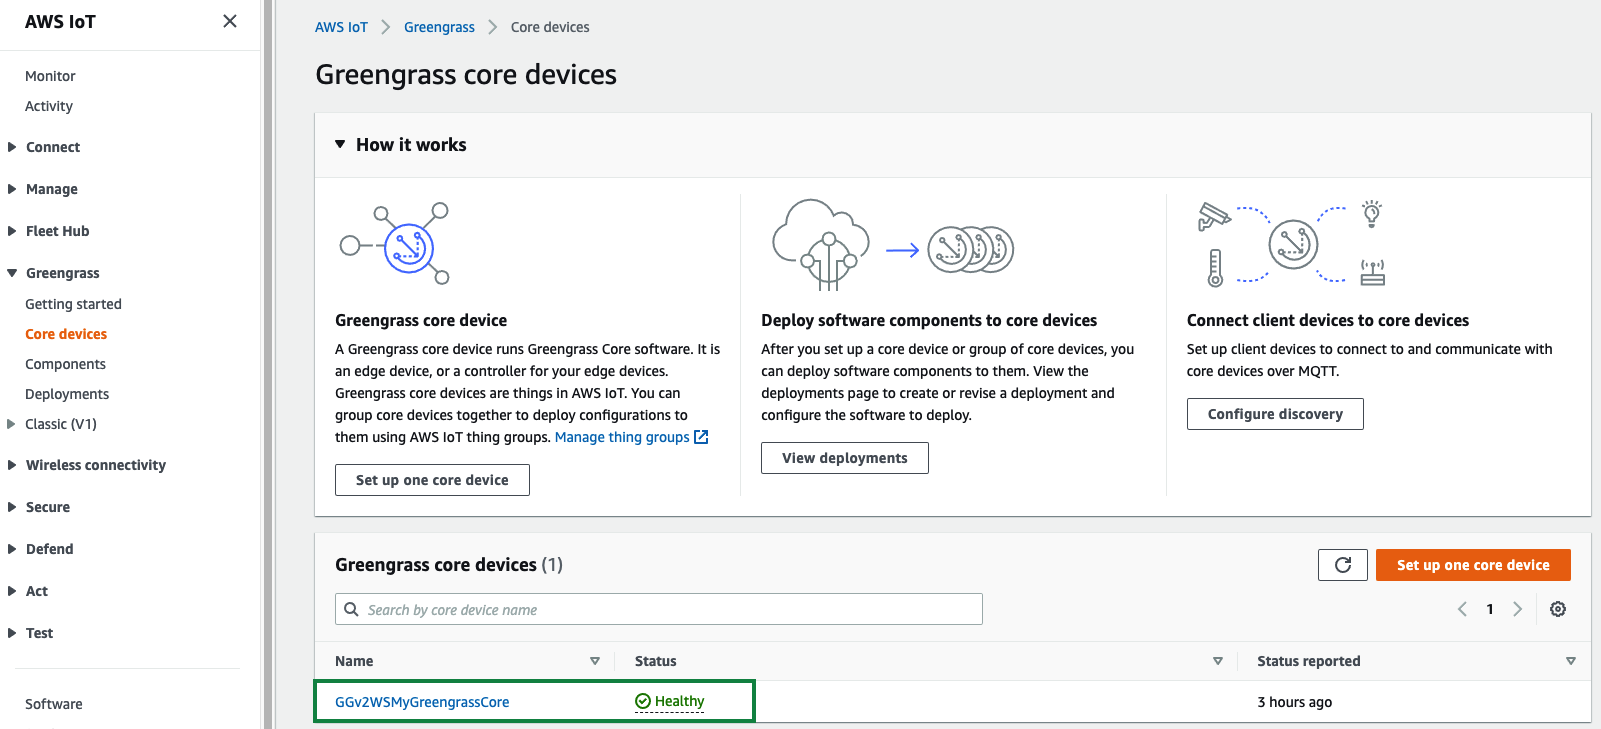 AWS IoT
Monitor
Activity
Connect
Manage
Fleet Hub
Greengrass
Getting started
Core devices
Components
Deployments
Classic (V1)
Wireless connectivity
Secure
Defend
Act
Test
Software
AWS IoT > Greengrass > Core devices
Greengrass core devices
How it works
Greengrass core device
A Greengrass core device runs Greengrass Core software. It is
an edge device, or a controller for your edge devices.
Greengrass core devices are things in AWS IoT. You can
group core devices together to deploy configurations to
them using AWS IoT thing groups. Manage thing groups
Set up one core device
Deploy software components to core devices
After you set up a core device or group of core devices, you
can deploy software components to them. View the
deployments page to create or revise a deployment and
configure the software to deploy.
View deployments
Connect client devices to core devices
Set up client devices to connect to and communicate with
core devices over MQTT.
Configure discovery
Greengrass core devices (1)
Set up one core device
Search by core device name
1
Name Status Status reported
GGv2WSMyGreengrassCore Healthy 3 hours ago